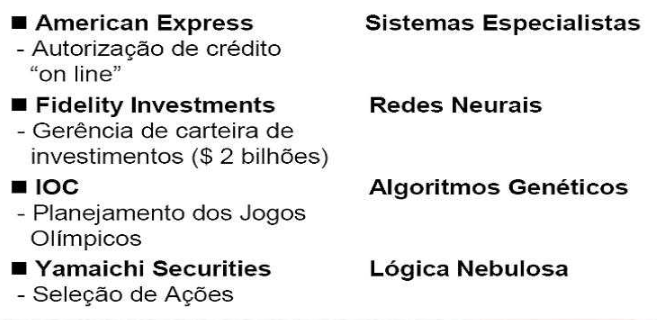 ■ American Express Sistemas Especialistas
- Autorização de crédito
“on line”
■ Fidelity Investments Redes Neurais
- Gerência de carteira de
investimentos ($ 2 bilhões)
■ IOC Algoritmos Genéticos
- Planejamento dos Jogos
Olímpicos
■ Yamaichi Securities Lógica Nebulosa
- Seleção de Ações